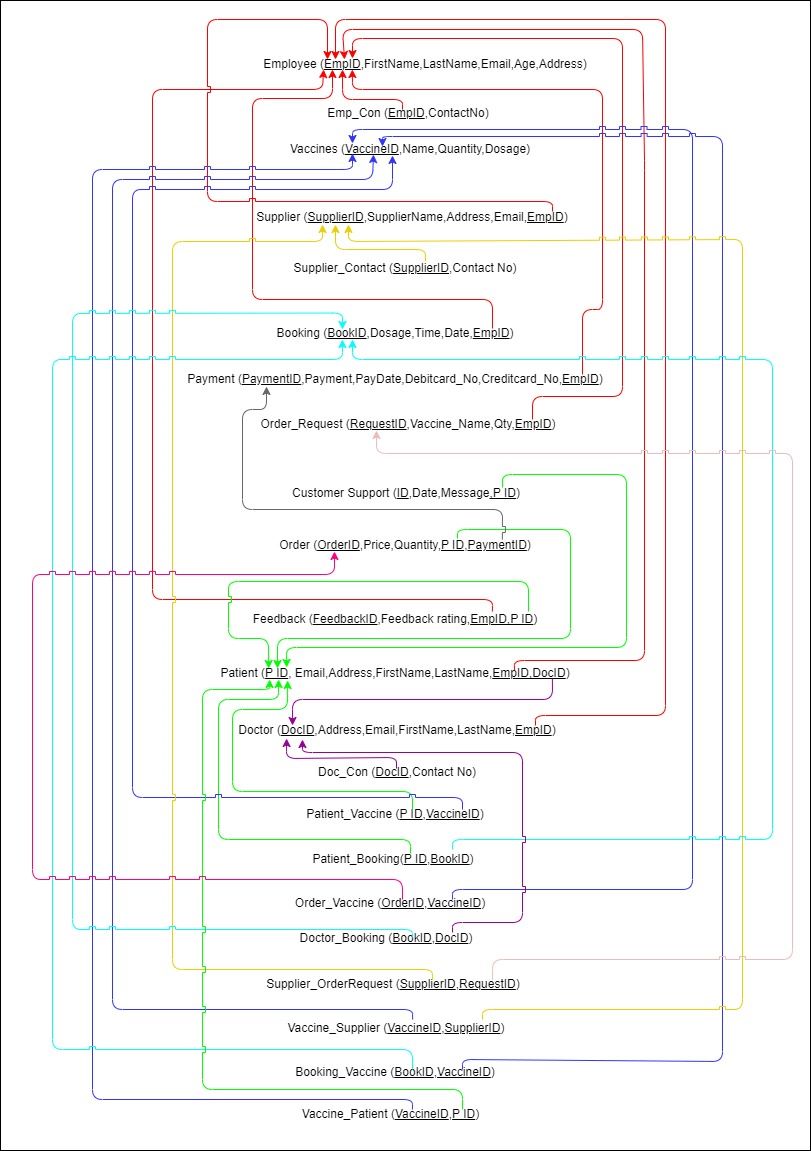 Employee (EmpID,FirstName,LastName,Email,Age,Address)
Emp_Con (EmpID,ContactNo)
Vaccines (VaccineID,Name,Quantity,Dosage)
Supplier (SupplierID,SupplierName,Address,Email,EmpID)
Supplier_Contact (SupplierID,Contact No)
Booking (BookID,Dosage,Time,Date,EmpID)
Payment (PaymentID,Payment,PayDate,Debitcard_No,Creditcard_No,EmpID)
Order_Request (RequestID,Vaccine_Name,Qty,EmpID)
Customer Support (ID,Date,Message,P ID)
Order (OrderID,Price,Quantity,P ID,PaymentID)
Feedback (FeedbackID,Feedback rating,EmpID,P ID)
Patient (P ID, Email,Address,FirstName,LastName,EmpID,DocID)
Doctor (DocID,Address,Email,FirstName,LastName,EmpID)
Doc_Con (DocID,Contact No)
Patient_Vaccine (P ID,VaccineID)
Patient_Booking(P ID,BookID)
Order_Vaccine (OrderID,VaccineID)
Doctor_Booking (BookID,DocID)
Supplier_OrderRequest (SupplierID,RequestID)
Vaccine_Supplier (VaccineID,SupplierID)
Booking_Vaccine (BookID,VaccineID)
Vaccine_Patient (VaccineID,P ID)